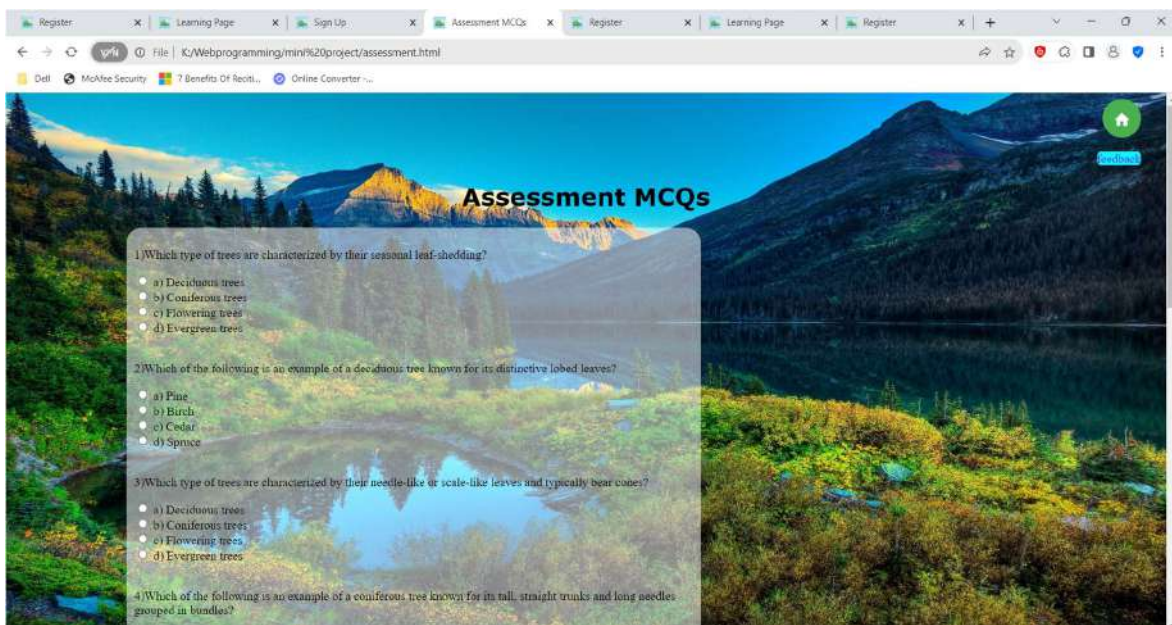 Register
Learning Page
Sign Up
Assessment MCQs
Register
Learning Page
Register
File K:/Webprogramming/mini%20project/assessment.html
Dell
McAfee Security
7 Benefits Of Reciti...
Online Converter -...
feedback
Assessment MCQs
1)Which type of trees are characterized by their seasonal leaf-shedding?
a) Deciduous trees
b) Coniferous trees
c) Flowering trees
d) Evergreen trees
2)Which of the following is an example of a deciduous tree known for its distinctive lobed leaves?
a) Pine
b) Birch
c) Cedar
d) Spruce
3)Which type of trees are characterized by their needle-like or scale-like leaves and typically bear cones?
a) Deciduous trees
b) Coniferous trees
c) Flowering trees
d) Evergreen trees
4)Which of the following is an example of a coniferous tree known for its tall, straight trunks and long needles
grouped in bundles?